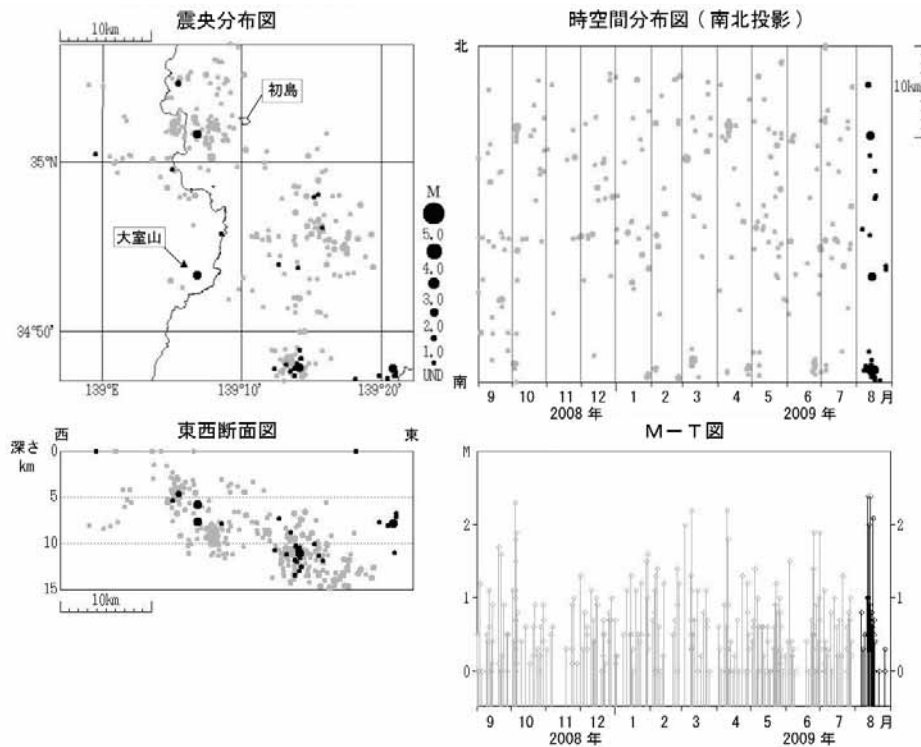 震央分布図
10km
初島
35°N
大室山
34°50'
139°5'
139°10'
139°20'
M
5.0
4.0
3.0
2.0
1.0
UND
時空間分布図（南北投影）
北
10km
南
9 10 11 12 1 2 3 4 5 6 7 8 月
2008 年 2009 年
東西断面図
西 東
深さ
km
0
5
10
15
10km
M－T図
M
2 2
1 1
0 0
9 10 11 12 1 2 3 4 5 6 7 8 月
2008 年 2009 年